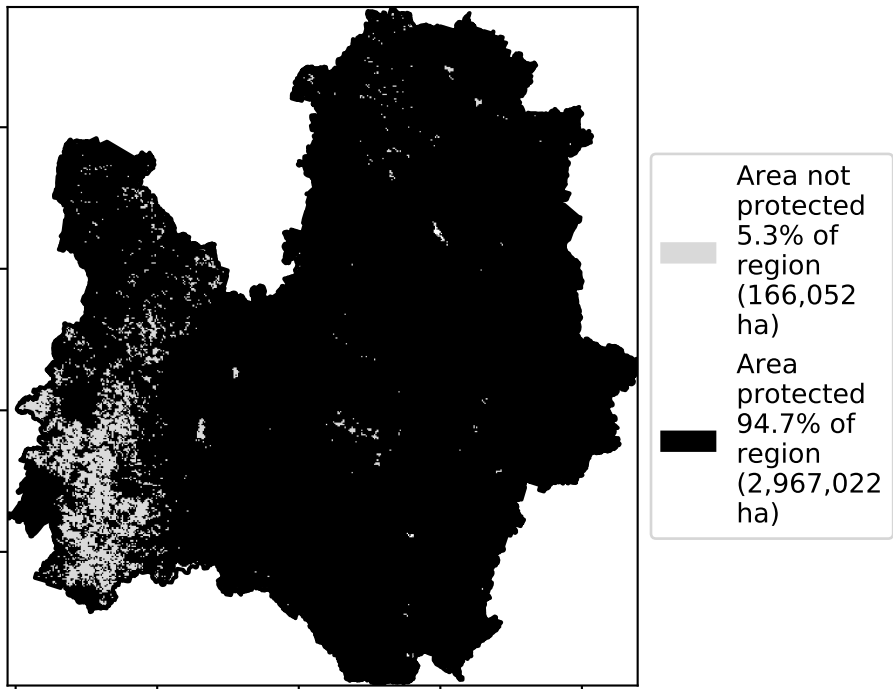 Area not
protected
5.3% of
region
(166,052
ha)
Area
protected
94.7% of
region
(2,967,022
ha)